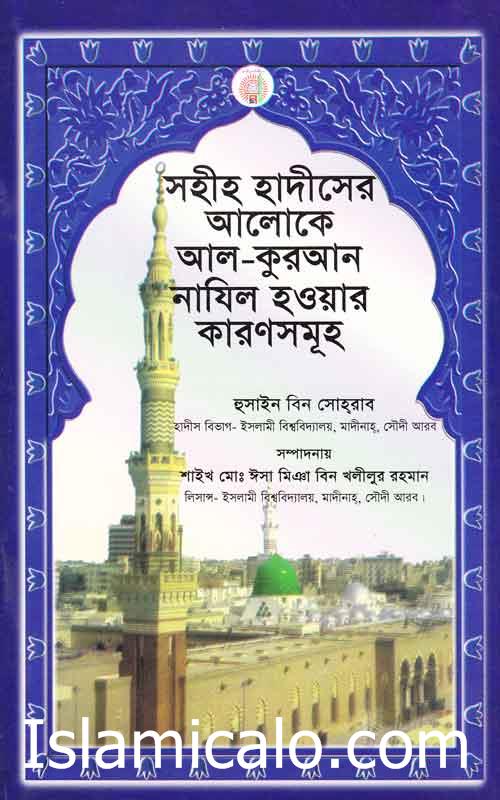 সহীহ হাদীসের
আলোকে
আল-কুরআন
নাযিল হওয়ার
কারণসমূহ
হুসাইন বিন সোহ্‌রাব
হাদীস বিভাগ- ইসলামী বিশ্ববিদ্যালয়, মাদীনাহ্, সৌদী আরব
সম্পাদনায়
শাইখ মোঃ ঈসা মিঞা বিন খলীলুর রহমান
লিসান্স- ইসলামী বিশ্ববিদ্যালয়, মাদীনাহ্, সৌদী আরব।
Islamicalo.com